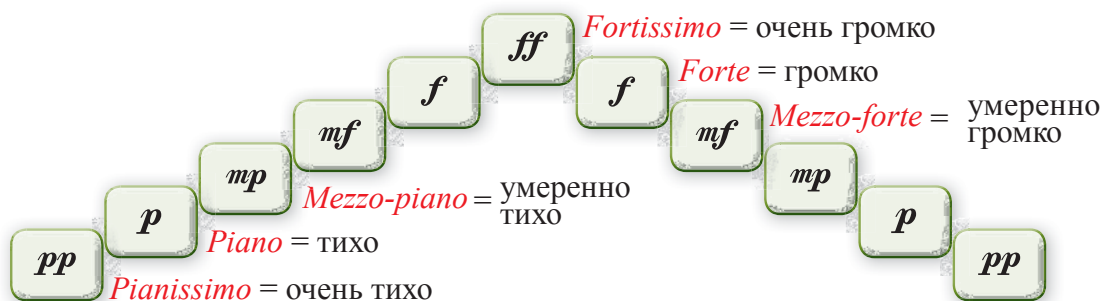 ff Fortissimo = очень громко
f f Forte = громко
mf mf Mezzo-forte = умеренно громко
mp Mezzo-piano = умеренно тихо mp
p Piano = тихо p
pp Pianissimo = очень тихо pp